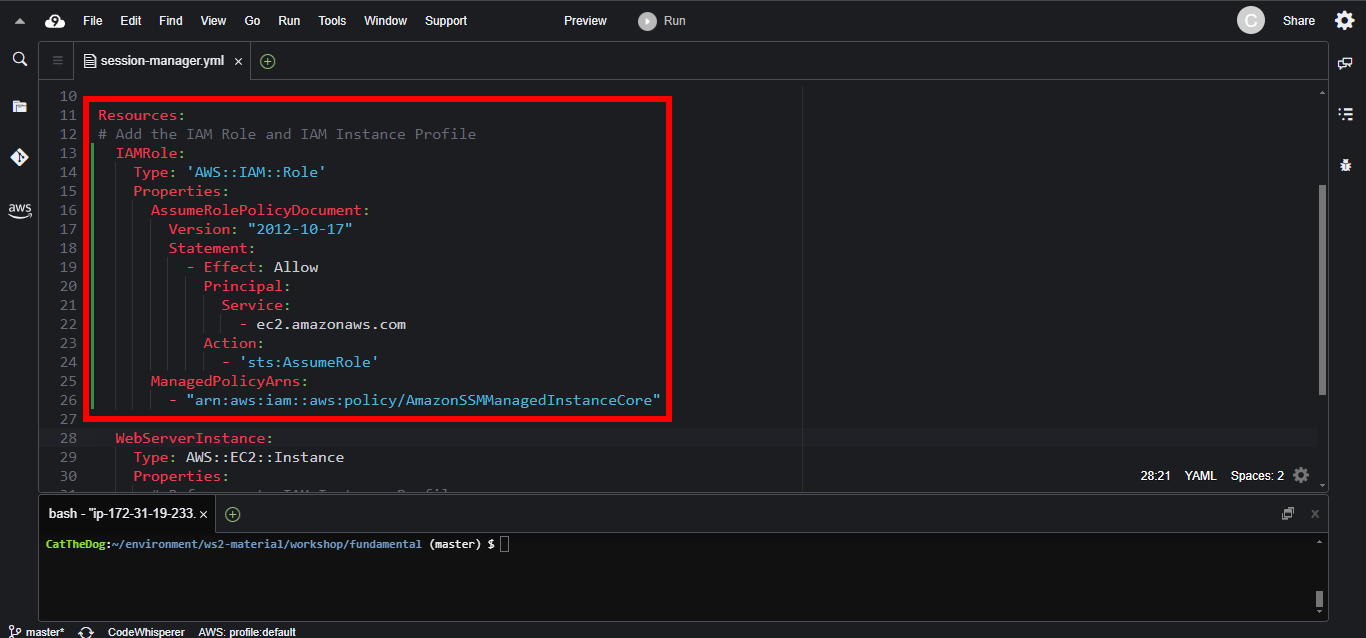 File Edit Find View Go Run Tools Window Support Preview Run C Share
session-manager.yml
aws
10
11 Resources:
12 # Add the IAM Role and IAM Instance Profile
13 IAMRole:
14 Type: 'AWS::IAM::Role'
15 Properties:
16 AssumeRolePolicyDocument:
17 Version: "2012-10-17"
18 Statement:
19 - Effect: Allow
20 Principal:
21 Service:
22 - ec2.amazonaws.com
23 Action:
24 - 'sts:AssumeRole'
25 ManagedPolicyArns:
26 - "arn:aws:iam::aws:policy/AmazonSSMManagedInstanceCore"
27
28 WebServerInstance:
29 Type: AWS::EC2::Instance
30 Properties:
28:21 YAML Spaces: 2
bash - "ip-172-31-19-233.
CatTheDog:~/environment/ws2-material/workshop/fundamental (master) $
master* CodeWhisperer AWS: profile:default